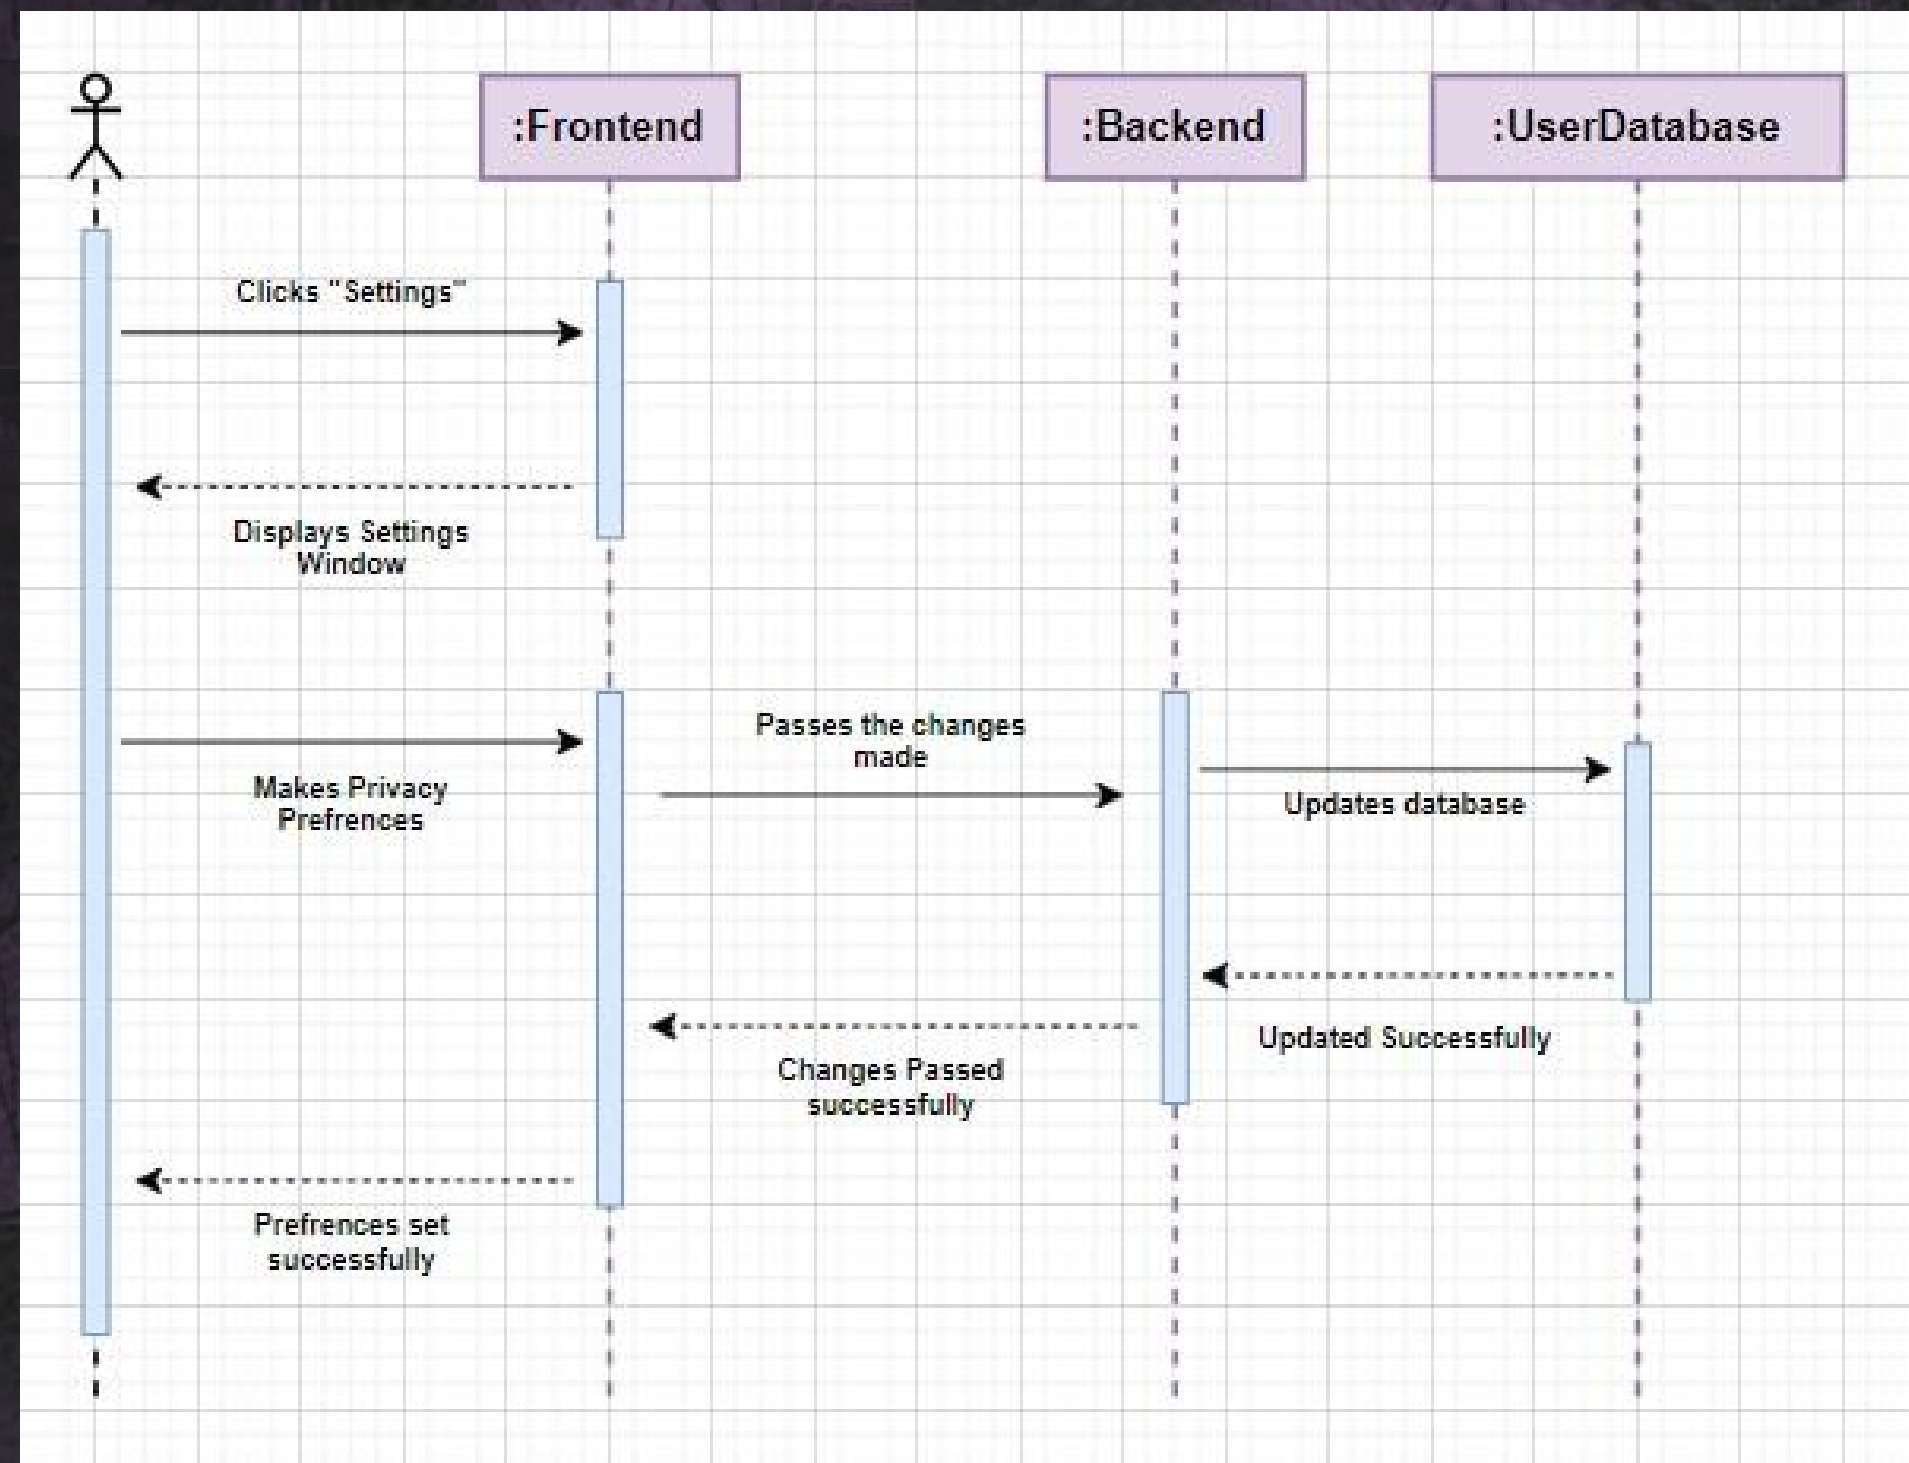 :Frontend
:Backend
:UserDatabase
Clicks "Settings"
Displays Settings
Window
Makes Privacy
Prefrences
Passes the changes
made
Updates database
Updated Successfully
Changes Passed
successfully
Prefrences set
successfully